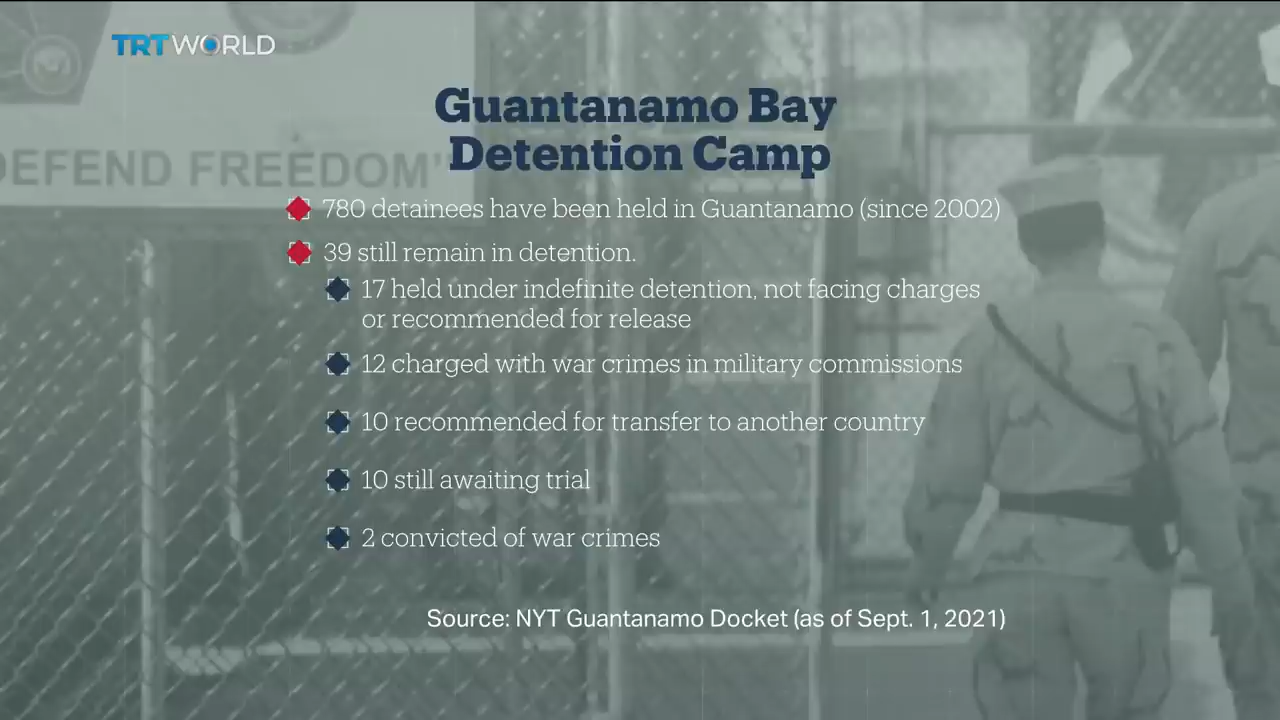 TRT WORLD
DEFEND FREEDOM"
Guantanamo Bay
Detention Camp
780 detainees have been held in Guantanamo (since 2002)
39 still remain in detention.
17 held under indefinite detention, not facing charges
or recommended for release
12 charged with war crimes in military commissions
10 recommended for transfer to another country
10 still awaiting trial
2 convicted of war crimes
Source: NYT Guantanamo Docket (as of Sept. 1, 2021)